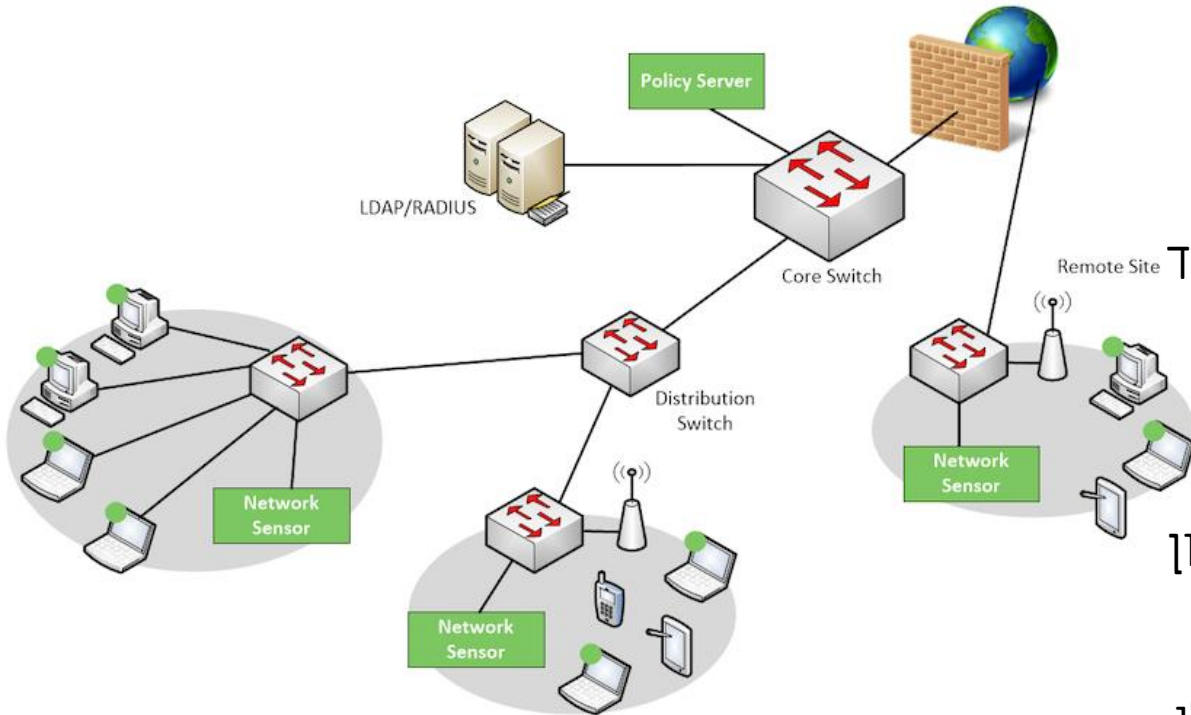 Policy Server
LDAP/RADIUS
Core Switch
Remote Site
Distribution
Switch
Network
Sensor
Network
Sensor
Network
Sensor